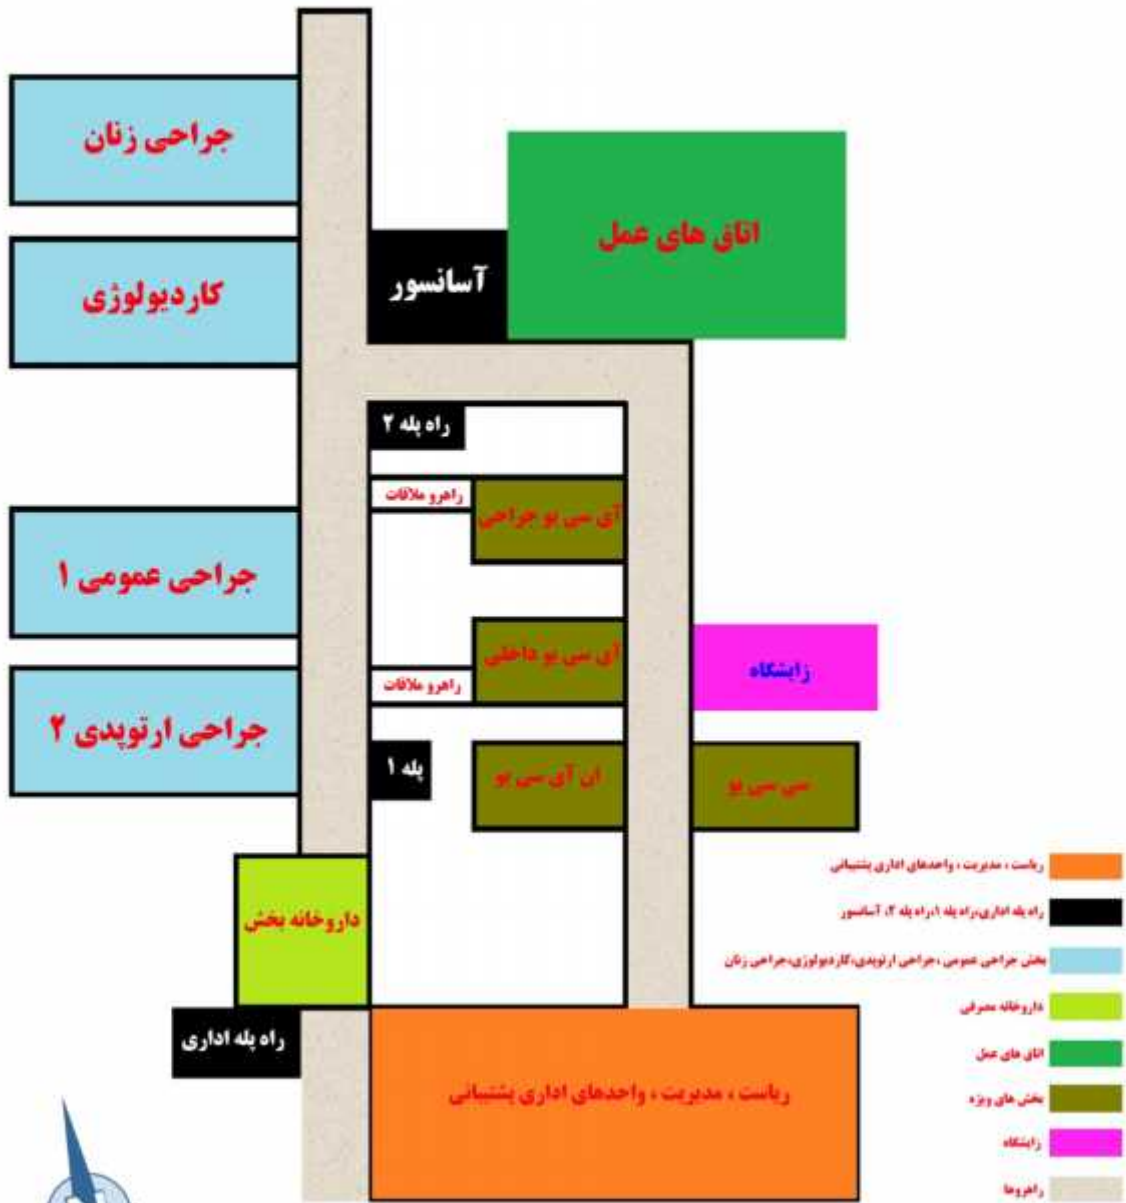 جراحی زنان
اتاق های عمل
کاردیولوژی
آسانسور
راه پله ۲
راهرو ملاقات
آی سی یو جراحی
جراحی عمومی ۱
آی سی یو داخلی
زایشگاه
راهرو ملاقات
جراحی ارتوپدی ۲
پله ۱
ان آی سی یو
سی سی یو
داروخانه بخش
راه پله اداری
ریاست ، مدیریت ، واحدهای اداری پشتیبانی
ریاست ، مدیریت ، واحدهای اداری پشتیبانی
راه پله اداری،راه پله ۱،راه پله ۲، آسانسور
بخش جراحی عمومی ،جراحی ارتوپدی،کاردیولوژی،جراحی زنان
داروخانه مصرفی
اتاق های عمل
بخش های ویژه
زایشگاه
راهروها